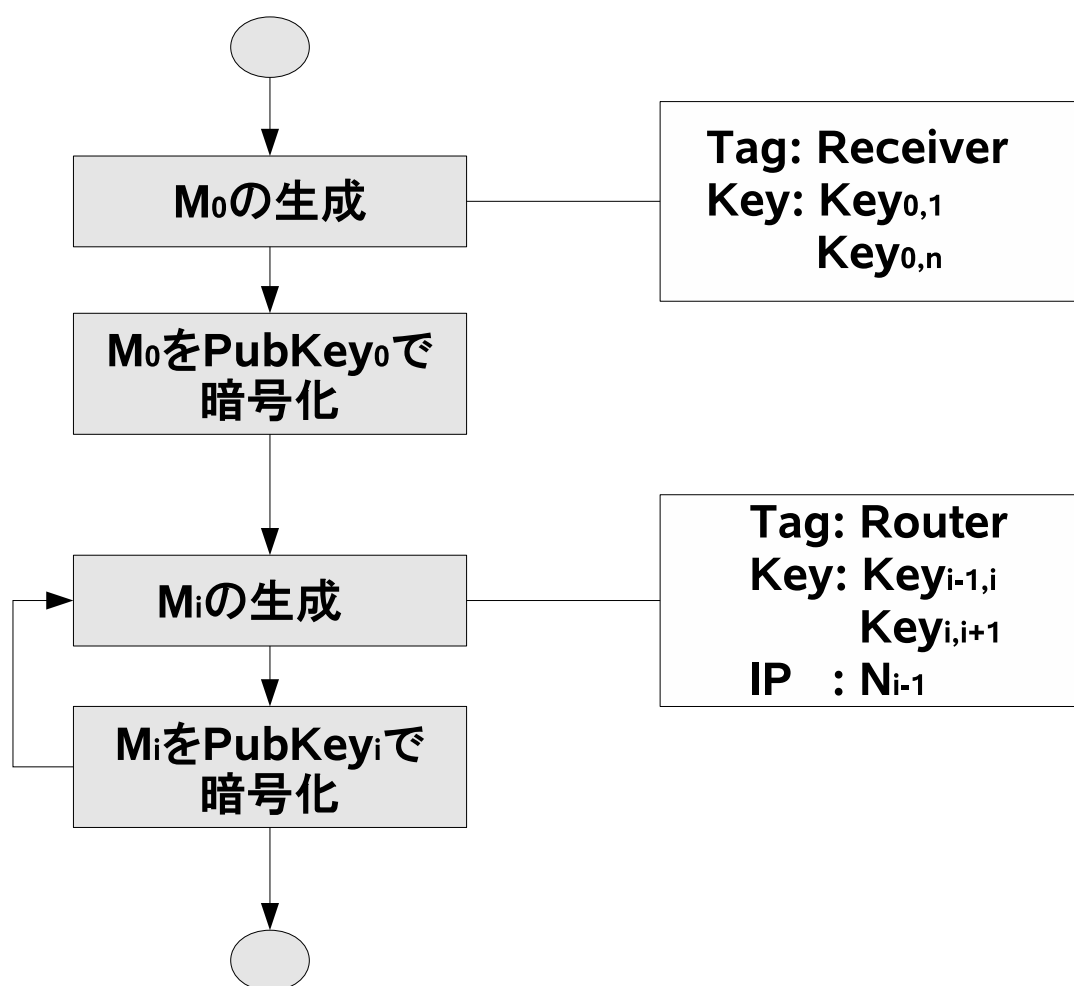 M₀の生成
Tag: Receiver
Key: Key₀,₁
Key₀,ₙ
M₀をPubKey₀で
暗号化
Mᵢの生成
Tag: Router
Key: Keyᵢ₋₁,ᵢ
Keyᵢ,ᵢ₊₁
IP : Nᵢ₋₁
MᵢをPubKeyᵢで
暗号化